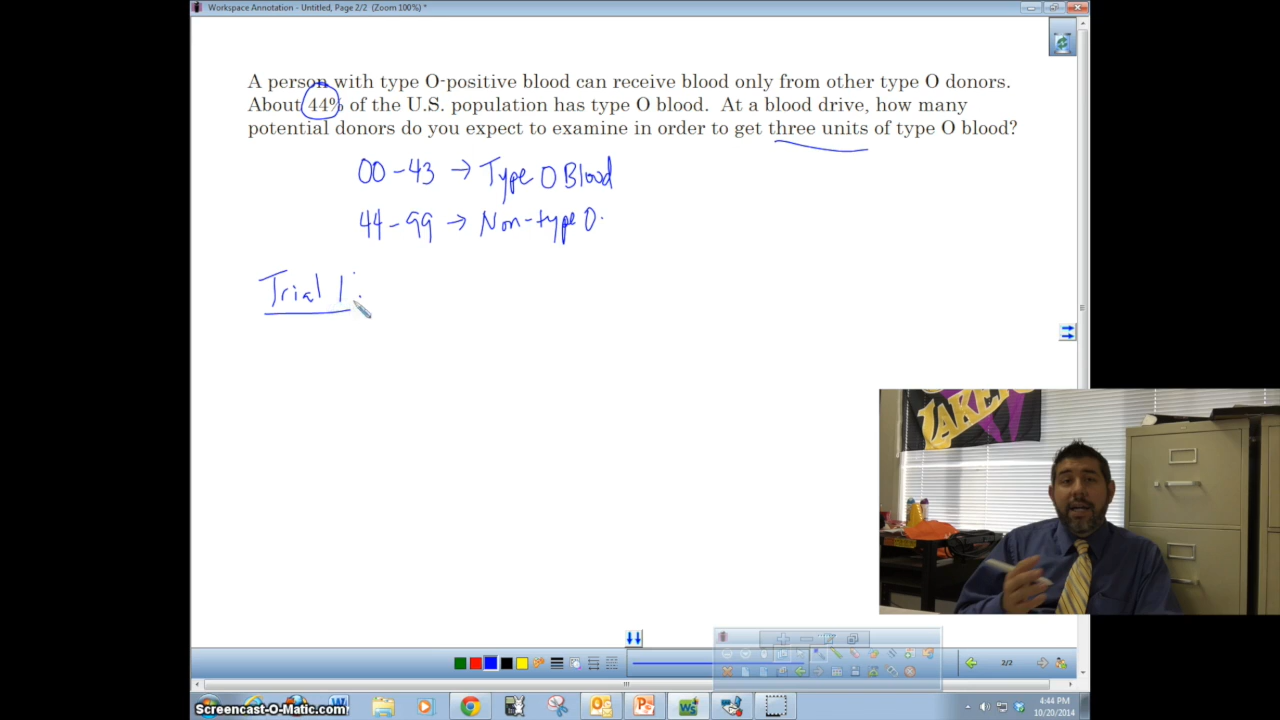 Workspace Annotation - Untitled, Page 2/2 (Zoom 100%) *
A person with type O-positive blood can receive blood only from other type O donors.
About 44% of the U.S. population has type O blood. At a blood drive, how many
potential donors do you expect to examine in order to get three units of type O blood?
00-43 → Type O Blood
44-99 → Non-type O.
Trial 1:
LAKERS
2/2
Screencast-O-Matic.com
4:44 PM
10/20/2014